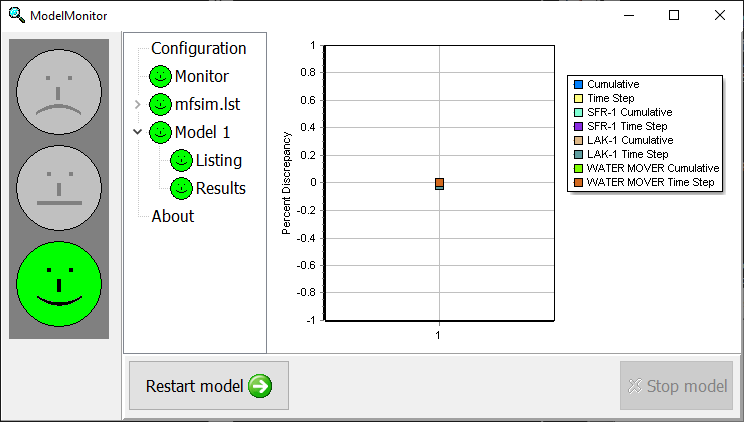 ModelMonitor
Configuration
Monitor
mfsim.lst
Model 1
Listing
Results
About
Percent Discrepancy
1
0.8
0.6
0.4
0.2
0
-0.2
-0.4
-0.6
-0.8
-1
1
Cumulative
Time Step
SFR-1 Cumulative
SFR-1 Time Step
LAK-1 Cumulative
LAK-1 Time Step
WATER MOVER Cumulative
WATER MOVER Time Step
Restart model
Stop model